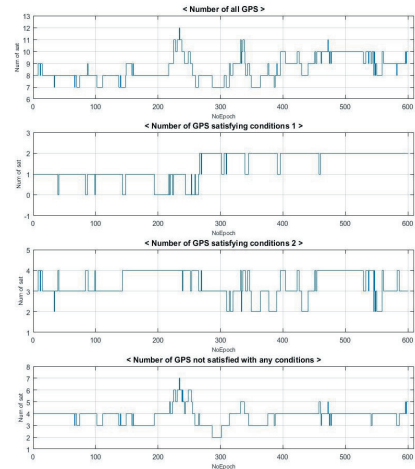 < Number of all GPS >
13
12
11
10
9
8
7
6
Num of sat
0 100 200 300 400 500 600
NoEpoch
< Number of GPS satisfying conditions 1 >
3
2
1
0
-1
Num of sat
0 100 200 300 400 500 600
NoEpoch
< Number of GPS satisfying conditions 2 >
5
4
3
2
1
Num of sat
0 100 200 300 400 500 600
NoEpoch
< Number of GPS not satisfied with any conditions >
8
7
6
5
4
3
2
1
Num of sat
0 100 200 300 400 500 600
NoEpoch